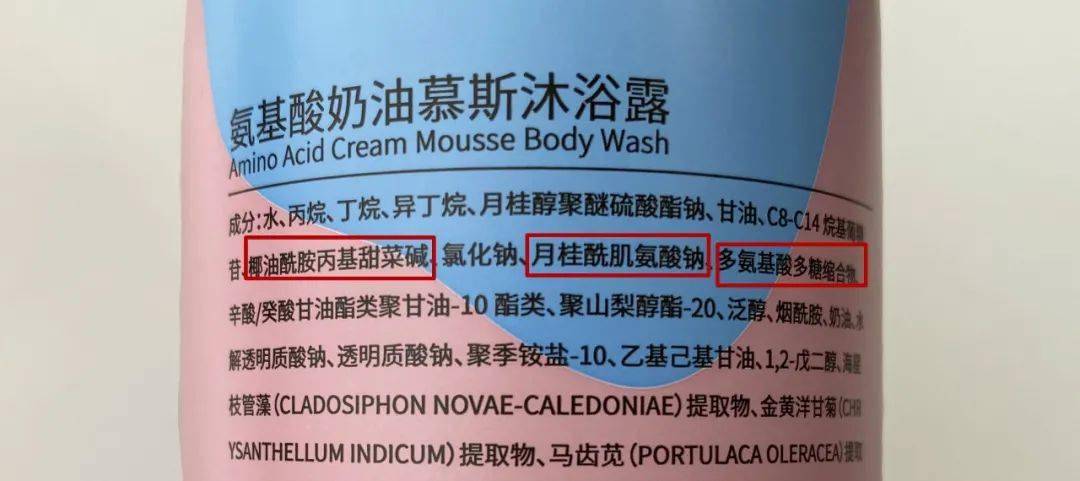 氨基酸奶油慕斯沐浴露
Amino Acid Cream Mousse Body Wash
成分:水、丙烷、丁烷、异丁烷、月桂醇聚醚硫酸酯钠、甘油、C8-C14 烷基葡糖
苷、椰油酰胺丙基甜菜碱、氯化钠、月桂酰肌氨酸钠、多氨基酸多糖缩合物、
辛酸/癸酸甘油酯类聚甘油-10 酯类、聚山梨醇酯-20、泛醇、烟酰胺、奶油、水
解透明质酸钠、透明质酸钠、聚季铵盐-10、乙基己基甘油、1,2-戊二醇、海蕴
枝管藻(CLADOSIPHON NOVAE-CALEDONIAE)提取物、金黄洋甘菊(CHR
YSANTHELLUM INDICUM)提取物、马齿苋(PORTULACA OLERACEA)提取